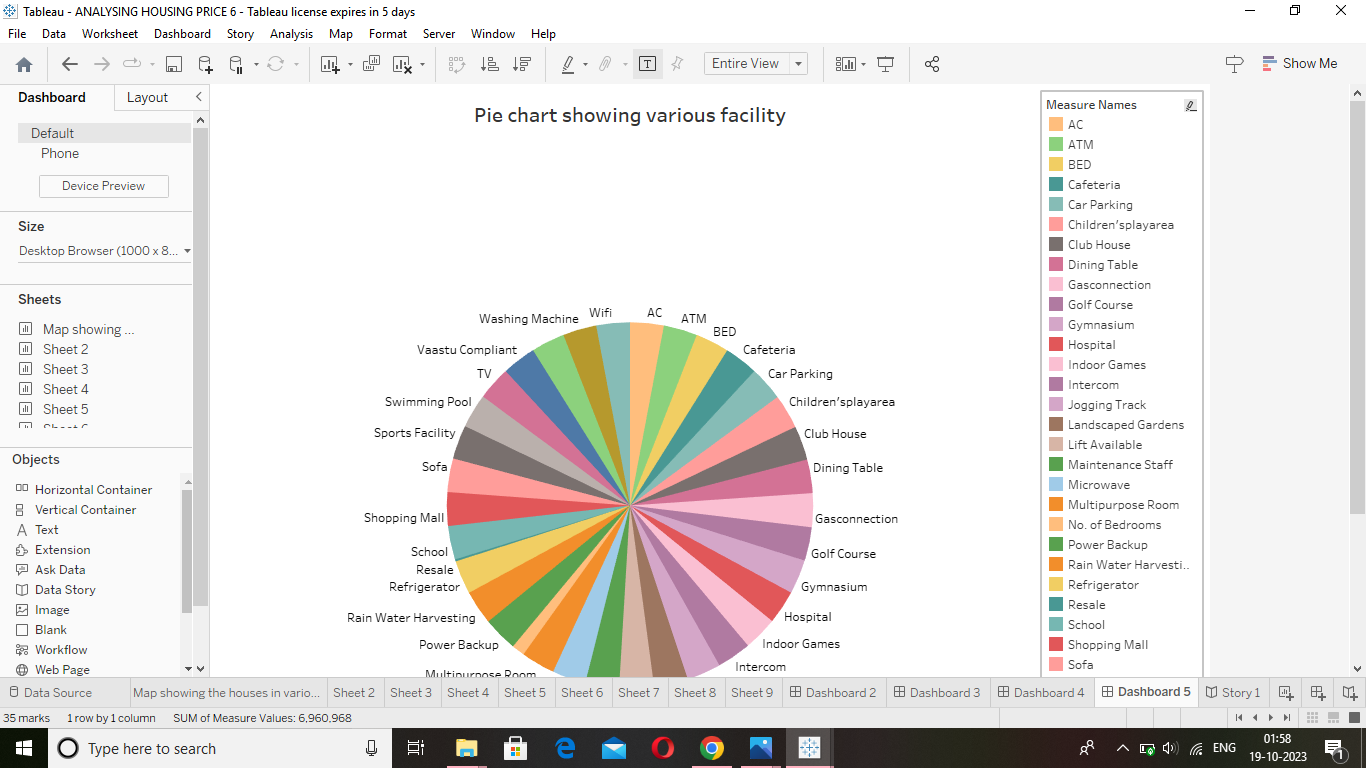 Tableau - ANALYSING HOUSING PRICE 6 - Tableau license expires in 5 days
File Data Worksheet Dashboard Story Analysis Map Format Server Window Help
Entire View
Show Me
Dashboard Layout
Default
Phone
Device Preview
Size
Desktop Browser (1000 x 8...
Sheets
Map showing ...
Sheet 2
Sheet 3
Sheet 4
Sheet 5
Objects
Horizontal Container
Vertical Container
Text
Extension
Ask Data
Data Story
Image
Blank
Workflow
Web Page
Pie chart showing various facility
Wifi
AC
ATM
BED
Cafeteria
Car Parking
Children'splayarea
Club House
Dining Table
Gasconnection
Golf Course
Gymnasium
Hospital
Indoor Games
Intercom
Washing Machine
Vaastu Compliant
TV
Swimming Pool
Sports Facility
Sofa
Shopping Mall
School
Resale
Refrigerator
Rain Water Harvesting
Power Backup
Multipurpose Room
Measure Names
AC
ATM
BED
Cafeteria
Car Parking
Children'splayarea
Club House
Dining Table
Gasconnection
Golf Course
Gymnasium
Hospital
Indoor Games
Intercom
Jogging Track
Landscaped Gardens
Lift Available
Maintenance Staff
Microwave
Multipurpose Room
No. of Bedrooms
Power Backup
Rain Water Harvesti..
Refrigerator
Resale
School
Shopping Mall
Sofa
Data Source Map showing the houses in vario... Sheet 2 Sheet 3 Sheet 4 Sheet 5 Sheet 6 Sheet 7 Sheet 8 Sheet 9 Dashboard 2 Dashboard 3 Dashboard 4 Dashboard 5 Story 1
35 marks 1 row by 1 column SUM of Measure Values: 6,960,968
Type here to search
ENG
01:58
19-10-2023
1